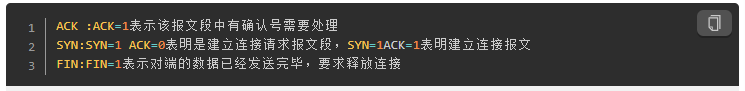 1 ACK :ACK=1表示该报文段中有确认号需要处理
2 SYN:SYN=1 ACK=0表明是建立连接请求报文段，SYN=1ACK=1表明建立连接报文
3 FIN:FIN=1表示对端的数据已经发送完毕，要求释放连接